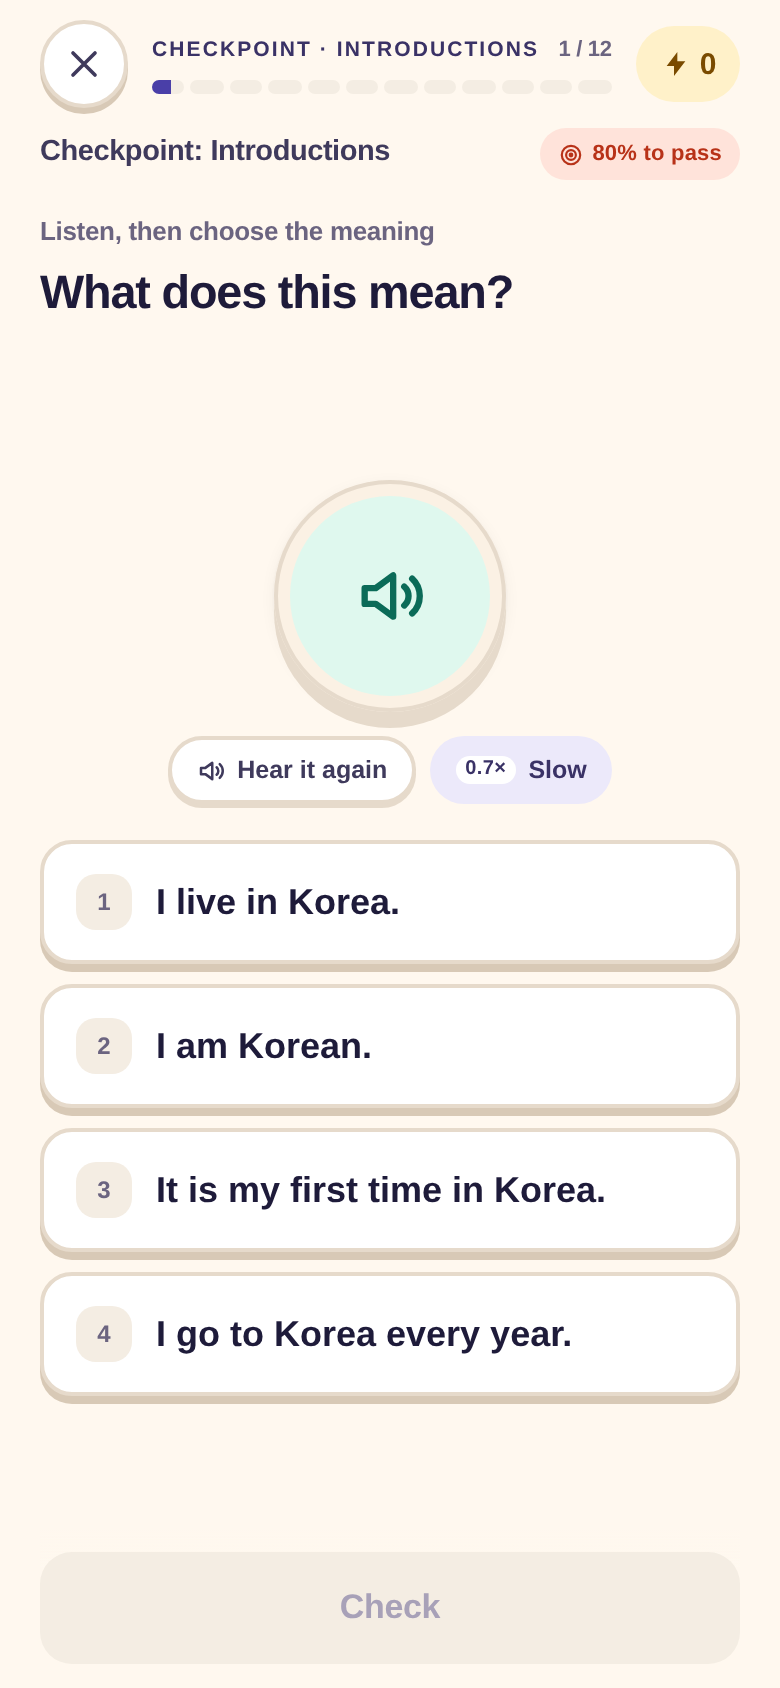 CHECKPOINT · INTRODUCTIONS 1 / 12
0
Checkpoint: Introductions
80% to pass
Listen, then choose the meaning
What does this mean?
Hear it again
0.7× Slow
1 I live in Korea.
2 I am Korean.
3 It is my first time in Korea.
4 I go to Korea every year.
Check